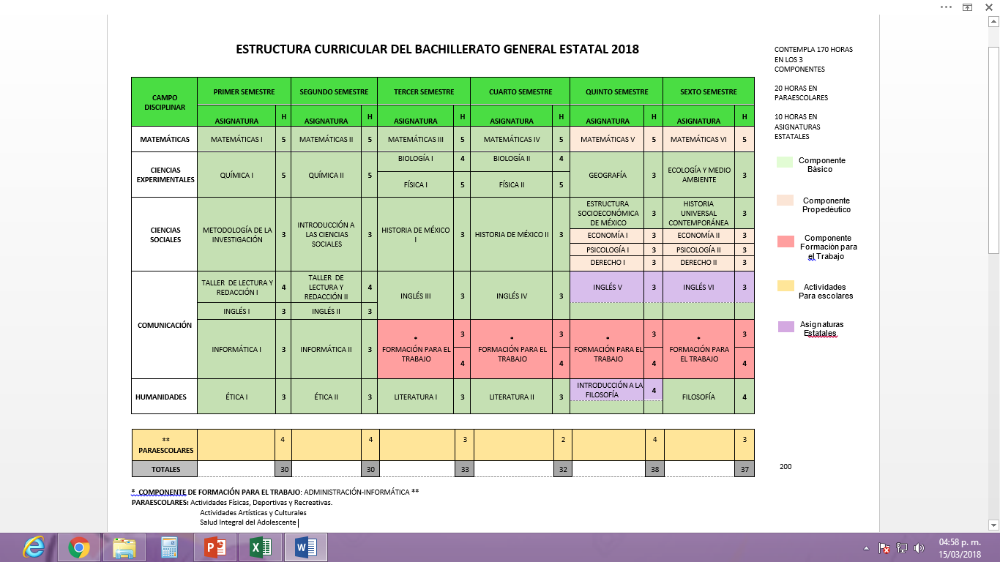 ESTRUCTURA CURRICULAR DEL BACHILLERATO GENERAL ESTATAL 2018
CONTEMPLA 170 HORAS
EN LOS 3
COMPONENTES
20 HORAS EN
PARAESCOLARES
10 HORAS EN
ASIGNATURAS
ESTATALES
CAMPO
DISCIPLINAR
PRIMER SEMESTRE
SEGUNDO SEMESTRE
TERCER SEMESTRE
CUARTO SEMESTRE
QUINTO SEMESTRE
SEXTO SEMESTRE
ASIGNATURA H ASIGNATURA H ASIGNATURA H ASIGNATURA H ASIGNATURA H ASIGNATURA H
MATEMÁTICAS MATEMÁTICAS I 5 MATEMÁTICAS II 5 MATEMÁTICAS III 5 MATEMÁTICAS IV 5 MATEMÁTICAS V 5 MATEMÁTICAS VI 5
CIENCIAS
EXPERIMENTALES
QUÍMICA I 5
QUÍMICA II 5
BIOLOGÍA I 4
FÍSICA I 5
BIOLOGÍA II 4
FÍSICA II 5
GEOGRAFÍA 3
ECOLOGÍA Y MEDIO
AMBIENTE 3
CIENCIAS
SOCIALES
METODOLOGÍA DE LA
INVESTIGACIÓN 3
INTRODUCCIÓN A
LAS CIENCIAS
SOCIALES 3
HISTORIA DE MÉXICO
I 3
HISTORIA DE MÉXICO II 3
ESTRUCTURA
SOCIOECONÓMICA
DE MÉXICO 3
HISTORIA
UNIVERSAL
CONTEMPORÁNEA 3
ECONOMÍA I 3 ECONOMÍA II 3
PSICOLOGÍA I 3 PSICOLOGÍA II 3
DERECHO I 3 DERECHO II 3
COMUNICACIÓN
TALLER DE LECTURA Y
REDACCIÓN I 4
TALLER DE
LECTURA Y
REDACCIÓN II 4
INGLÉS I 3 INGLÉS II 3
INGLÉS III 3
INGLÉS IV 3
INGLÉS V 3
INGLÉS VI 3
INFORMÁTICA I 3
INFORMÁTICA II 3
*
FORMACIÓN PARA EL
TRABAJO
3
4
*
FORMACIÓN PARA EL
TRABAJO
3
4
*
FORMACIÓN PARA EL
TRABAJO
3
4
*
FORMACIÓN PARA
EL TRABAJO
3
4
HUMANIDADES
ÉTICA I 3
ÉTICA II 3
LITERATURA I 3
LITERATURA II 3
INTRODUCCIÓN A LA
FILOSOFÍA 4
FILOSOFÍA 4
**
PARAESCOLARES
4 4 3 2 4 3
TOTALES 30 30 33 32 38 37
200
Componente
Básico
Componente
Propedéutico
Componente
Formación para
el Trabajo
Actividades
Para escolares
Asignaturas
Estatales
* COMPONENTE DE FORMACIÓN PARA EL TRABAJO: ADMINISTRACIÓN-INFORMÁTICA **
PARAESCOLARES: Actividades Físicas, Deportivas y Recreativas.
Actividades Artísticas y Culturales
Salud Integral del Adolescente
04:58 p. m.
15/03/2018